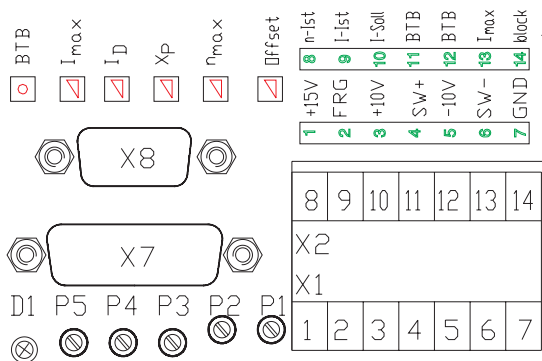 BTB Imax ID Xp nmax Offset
n-Ist I-Ist I-Soll BTB BTB Imax block
8 9 10 11 12 13 14
+15V FRG +10V SW+ -10V SW- GND
1 2 3 4 5 6 7
X8
8 9 10 11 12 13 14
X2
X7
X1
D1 P5 P4 P3 P2 P1
1 2 3 4 5 6 7